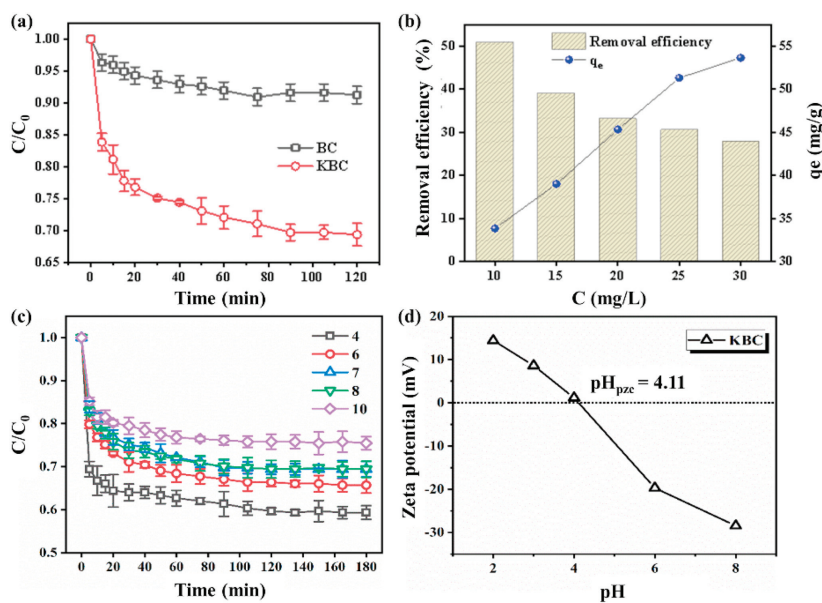 (a)
1.00
0.95
0.90
0.85
0.80
0.75
0.70
0.65
C/C0
BC
KBC
0 20 40 60 80 100 120
Time (min)
(b)
50
40
30
20
10
0
Removal efficiency (%)
Removal efficiency
qe
55
50
45
40
35
30
qe (mg/g)
10 15 20 25 30
C (mg/L)
(c)
1.0
0.9
0.8
0.7
0.6
0.5
C/C0
4
6
7
8
10
0 20 40 60 80 100 120 140 160 180
Time (min)
(d)
20
10
0
-10
-20
-30
Zeta potential (mV)
KBC
pHpzc = 4.11
2 4 6 8
pH